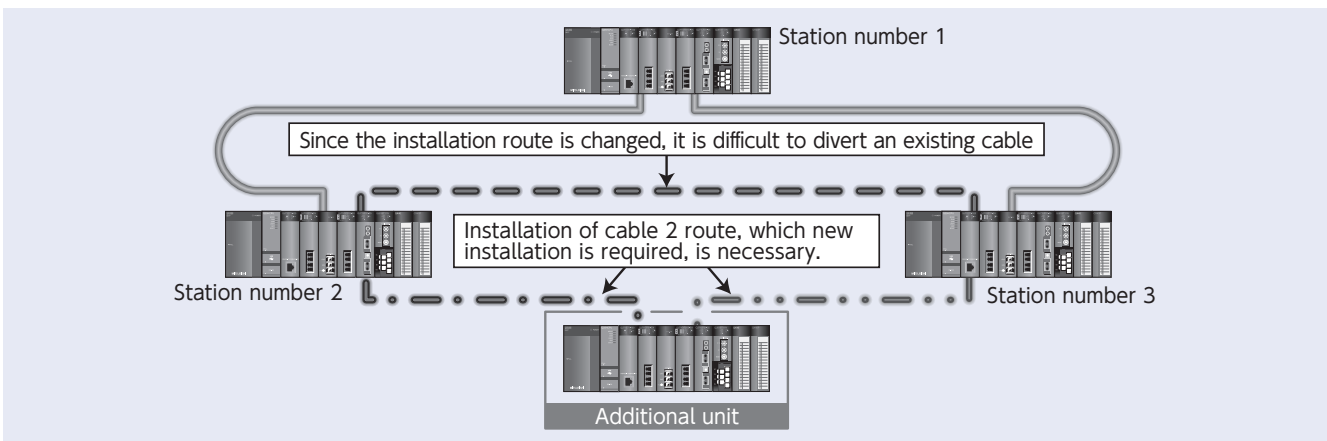 Station number 1
Since the installation route is changed, it is difficult to divert an existing cable
Installation of cable 2 route, which new
installation is required, is necessary.
Station number 2
Station number 3
Additional unit